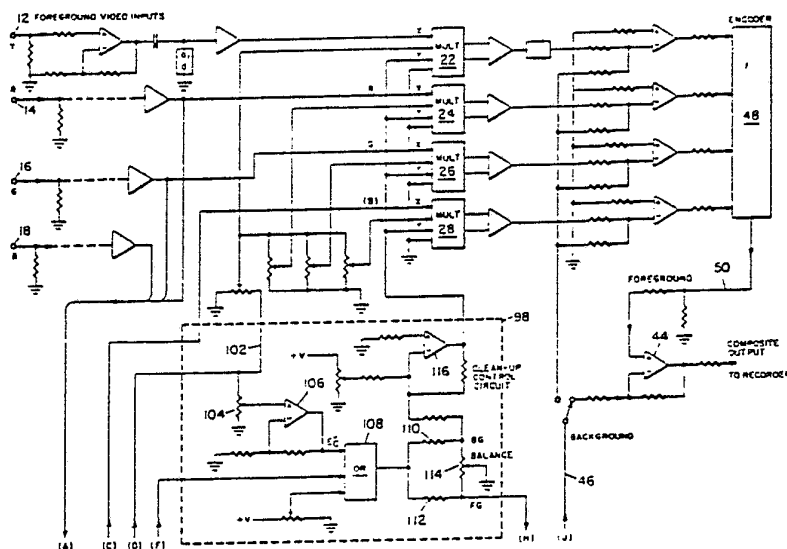 12 FOREGROUND VIDEO INPUTS
Y
R
14
16
G
18
B
R
G
(B)
X
MULT
22
X
MULT
24
X
MULT
26
X
MULT
28
ENCODER
48
FOREGROUND
50
44
COMPOSITE
OUTPUT
TO RECORDER
BACKGROUND
46
98
102
+V
116
CLEAN-UP
CONTROL
CIRCUIT
104
106
108
OR
110
BG
BALANCE
114
112
FG
+V
(A)
(C)
(D)
(F)
(H)
(J)